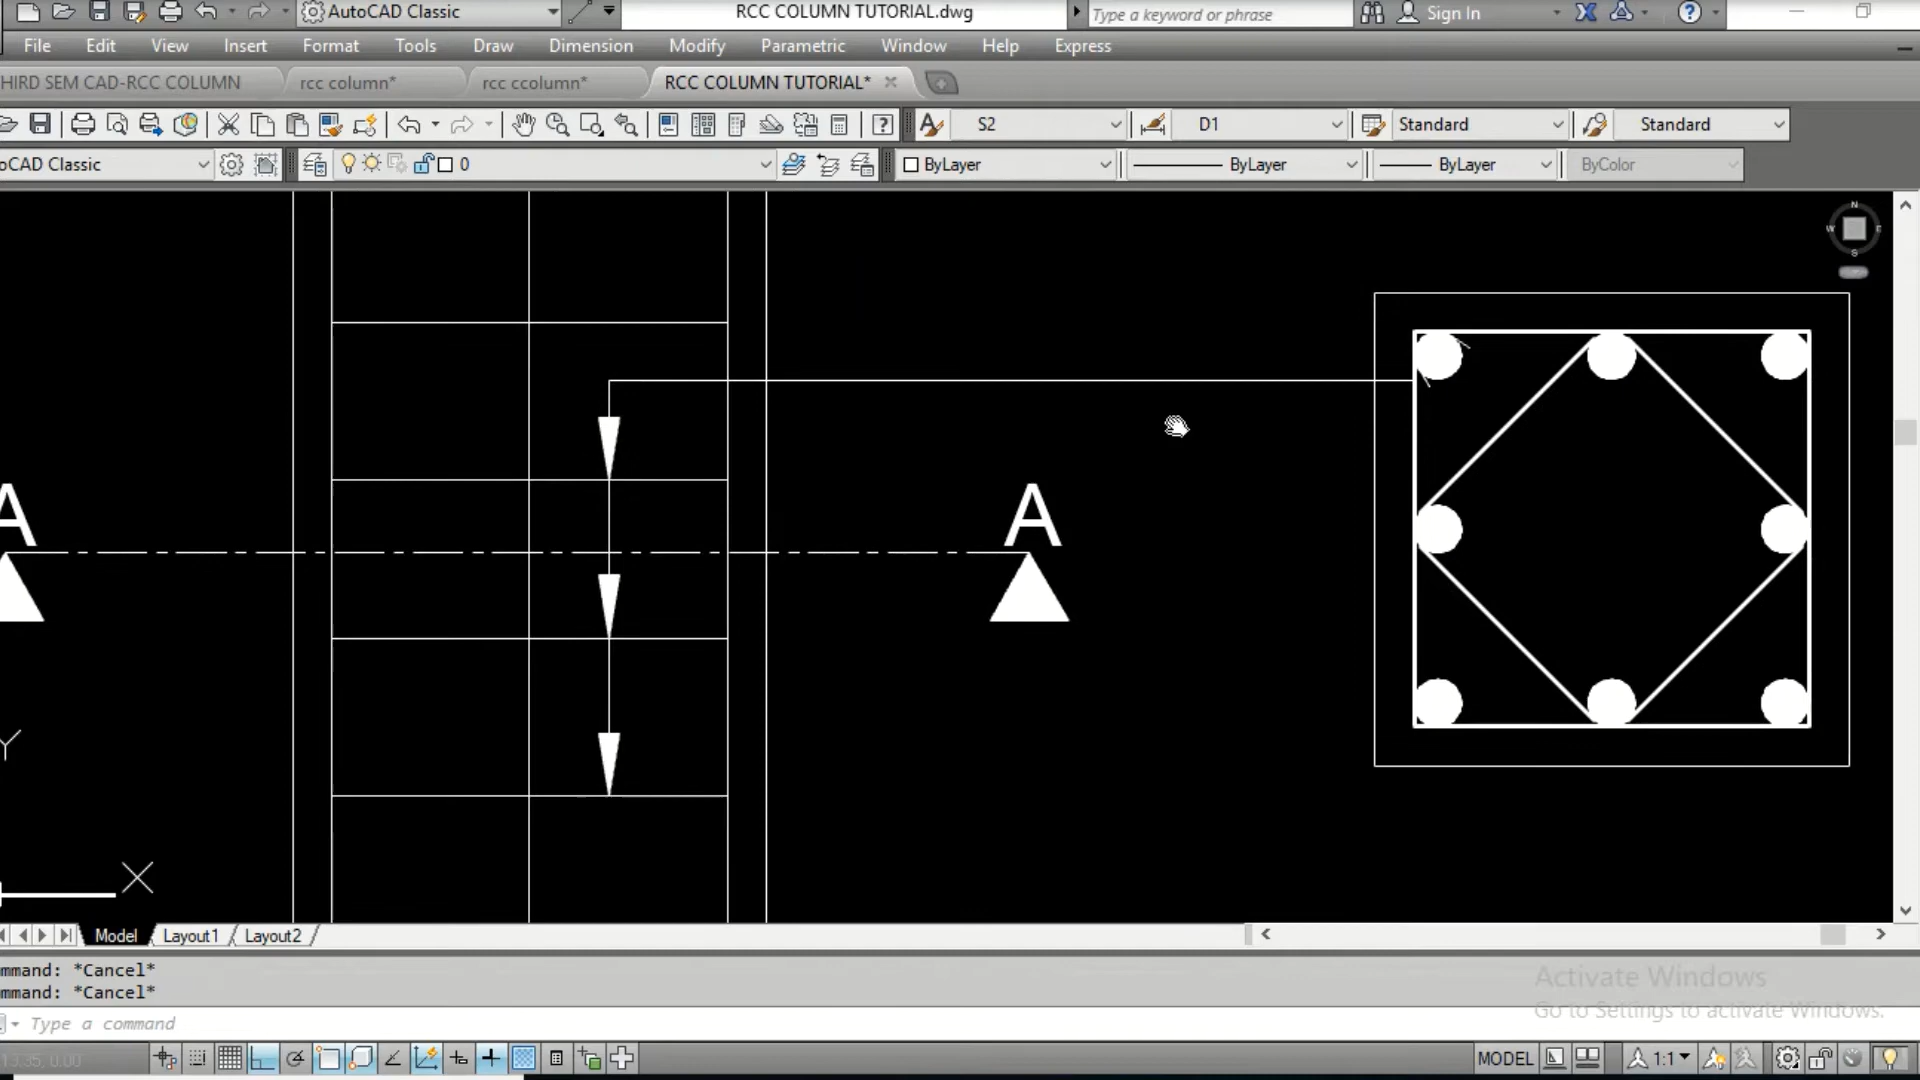 AutoCAD Classic
RCC COLUMN TUTORIAL.dwg
Type a keyword or phrase
Sign In
File Edit View Insert Format Tools Draw Dimension Modify Parametric Window Help Express
HIRD SEM CAD-RCC COLUMN
rcc column*
rcc ccolumn*
RCC COLUMN TUTORIAL*
S2
D1
Standard
Standard
oCAD Classic
0
ByLayer
ByLayer
ByLayer
ByColor
N
W
E
S
A
A
Y
X
Model
Layout1
Layout2
mmand: *Cancel*
mmand: *Cancel*
Type a command
Activate Windows
Go to Settings to activate Windows.
MODEL
1:1